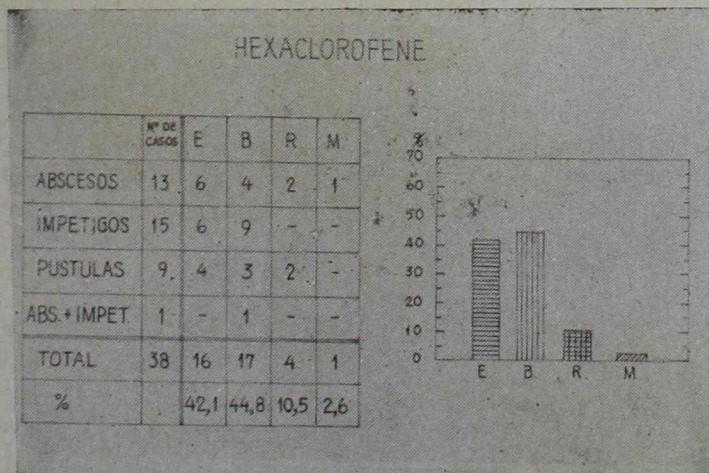 HEXACLOROFENE
Nº DE CASOS E B R M
ABSCESOS 13 6 4 2 1
IMPETIGOS 15 6 9 - -
PUSTULAS 9 4 3 2 -
ABS. + IMPET. 1 - 1 - -
TOTAL 38 16 17 4 1
% 42,1 44,8 10,5 2,6
%
70
60
50
40
30
20
10
0
E. B. R. M